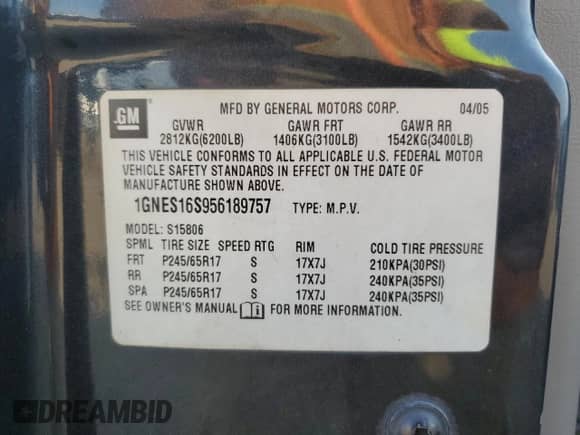 GM
MFD BY GENERAL MOTORS CORP. 04/05
GVWR GAWR FRT GAWR RR
2812KG(6200LB) 1406KG(3100LB) 1542KG(3400LB)
THIS VEHICLE CONFORMS TO ALL APPLICABLE U.S. FEDERAL MOTOR
VEHICLE SAFETY STANDARDS IN EFFECT ON THE DATE OF
MANUFACTURE SHOWN ABOVE.
1GNES16S956189757 TYPE: M.P.V.
MODEL: S15806
SPML TIRE SIZE SPEED RTG RIM COLD TIRE PRESSURE
FRT P245/65R17 S 17X7J 210KPA(30PSI)
RR P245/65R17 S 17X7J 240KPA(35PSI)
SPA P245/65R17 S 17X7J 240KPA(35PSI)
SEE OWNER'S MANUAL FOR MORE INFORMATION.
DREAMBID